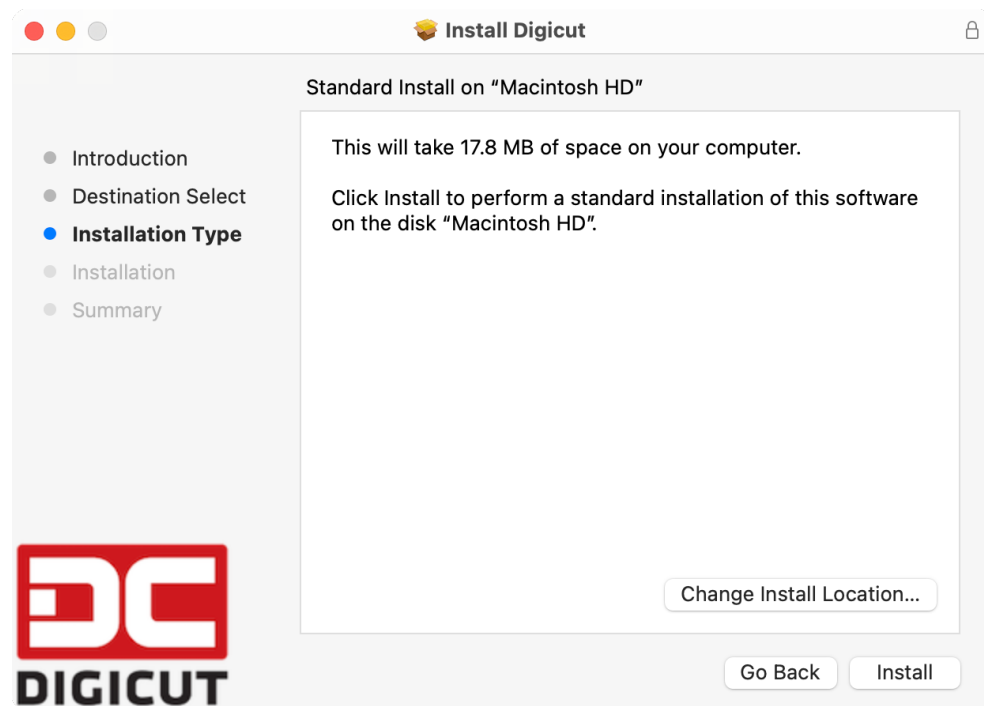 Install Digicut
Standard Install on “Macintosh HD”
Introduction
Destination Select
Installation Type
Installation
Summary
This will take 17.8 MB of space on your computer.
Click Install to perform a standard installation of this software
on the disk “Macintosh HD”.
Change Install Location...
DC
DIGICUT
Go Back
Install